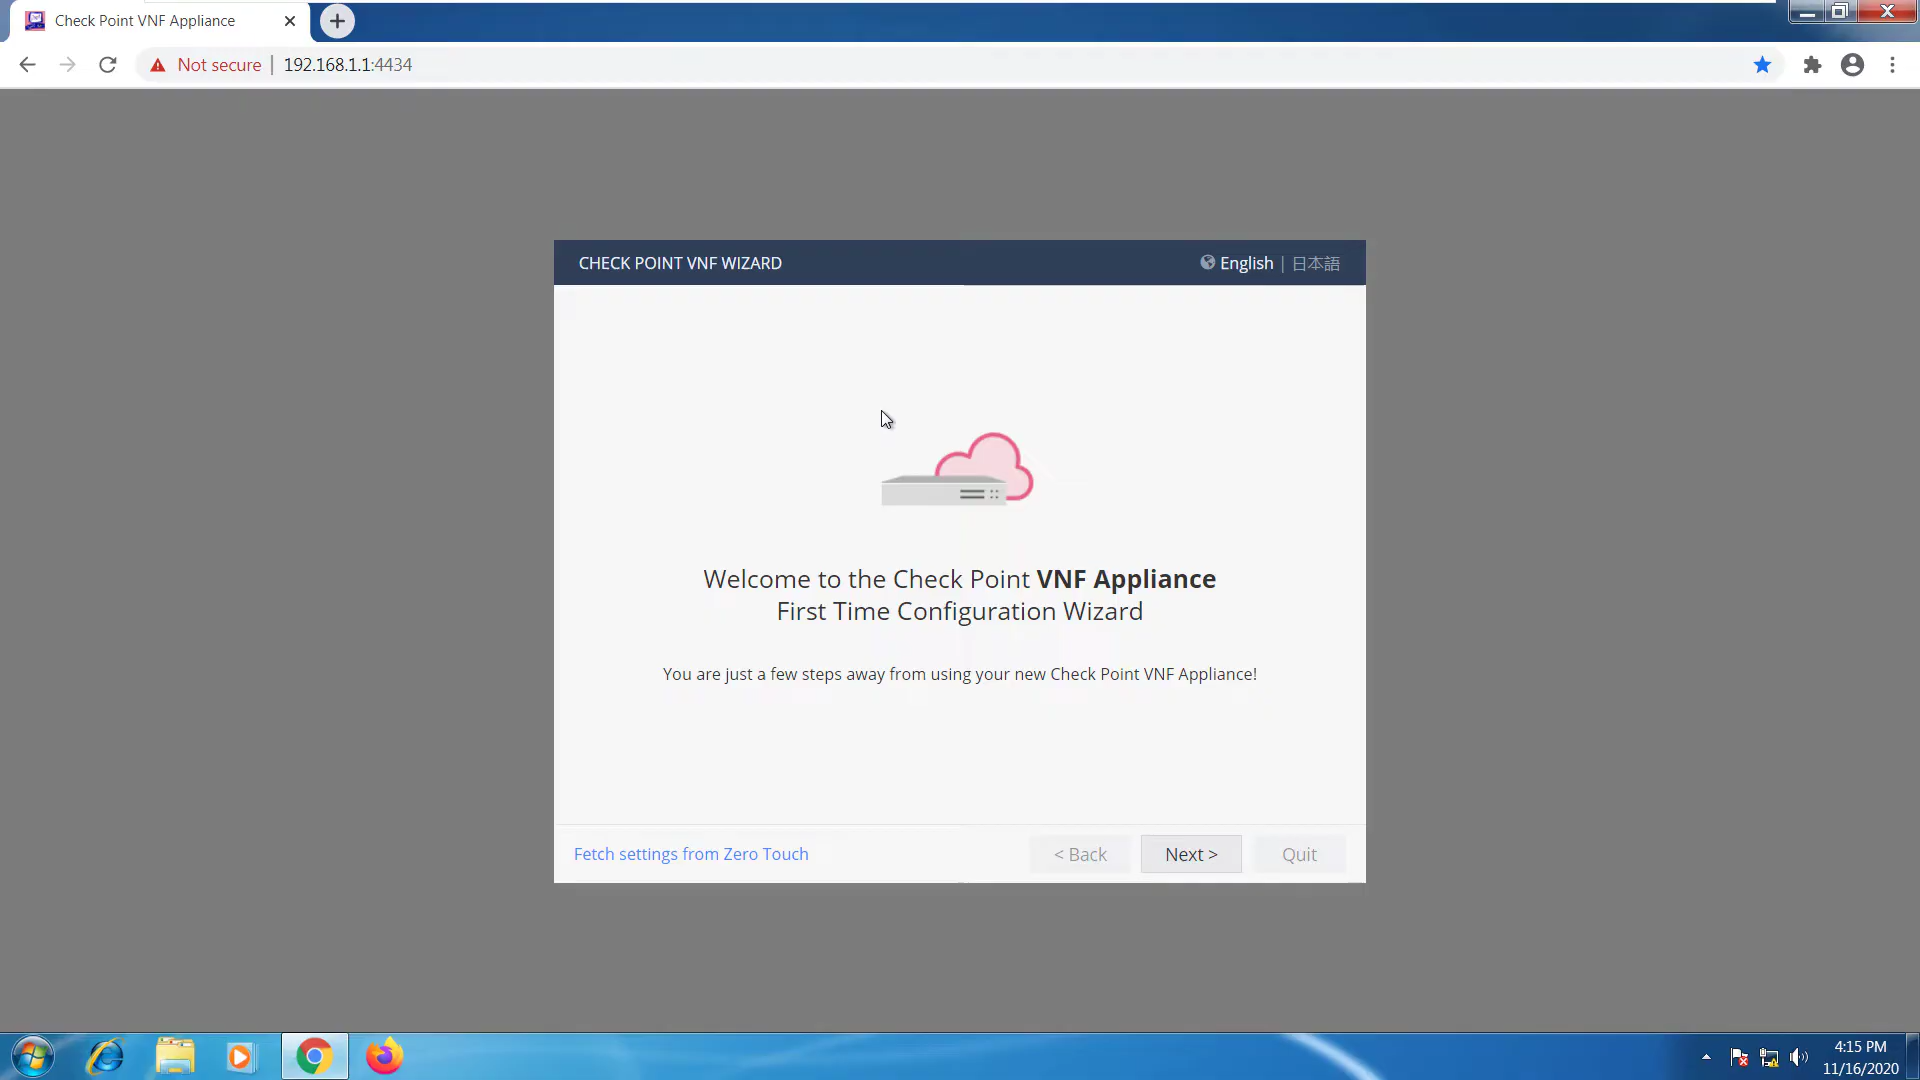 Check Point VNF Appliance
Not secure | 192.168.1.1:4434
CHECK POINT VNF WIZARD
English | 日本語
Welcome to the Check Point VNF Appliance
First Time Configuration Wizard
You are just a few steps away from using your new Check Point VNF Appliance!
Fetch settings from Zero Touch
< Back
Next >
Quit
4:15 PM
11/16/2020